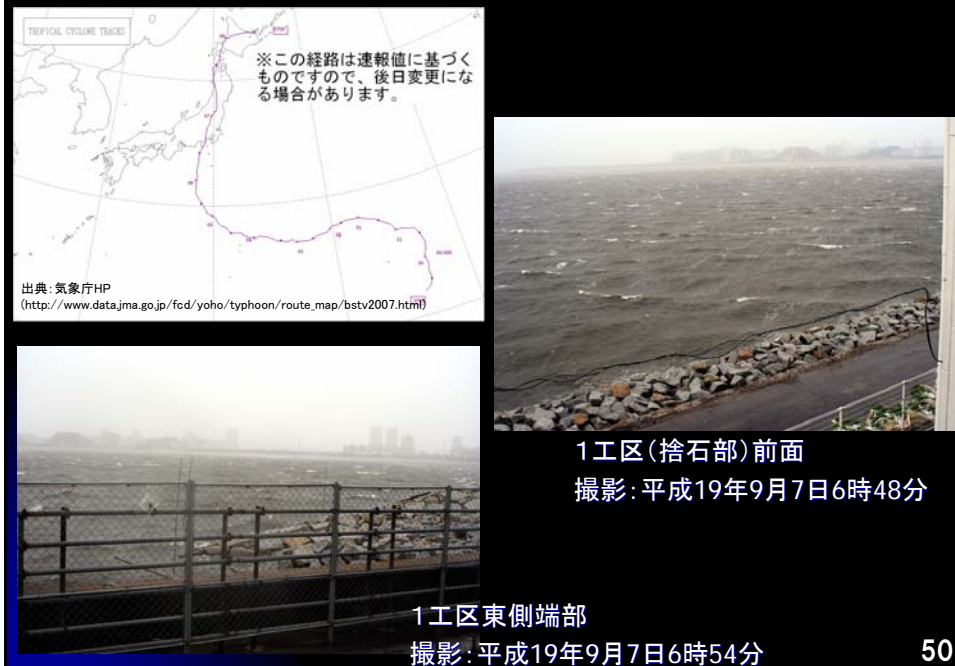 TROPICAL CYCLONE TRACKS
※この経路は速報値に基づく
ものですので、後日変更にな
る場合があります。
出典：気象庁HP
(http://www.data.jma.go.jp/fcd/yoho/typhoon/route_map/bstv2007.html)
1工区（捨石部）前面
撮影：平成19年9月7日6時48分
1工区東側端部
撮影：平成19年9月7日6時54分
50